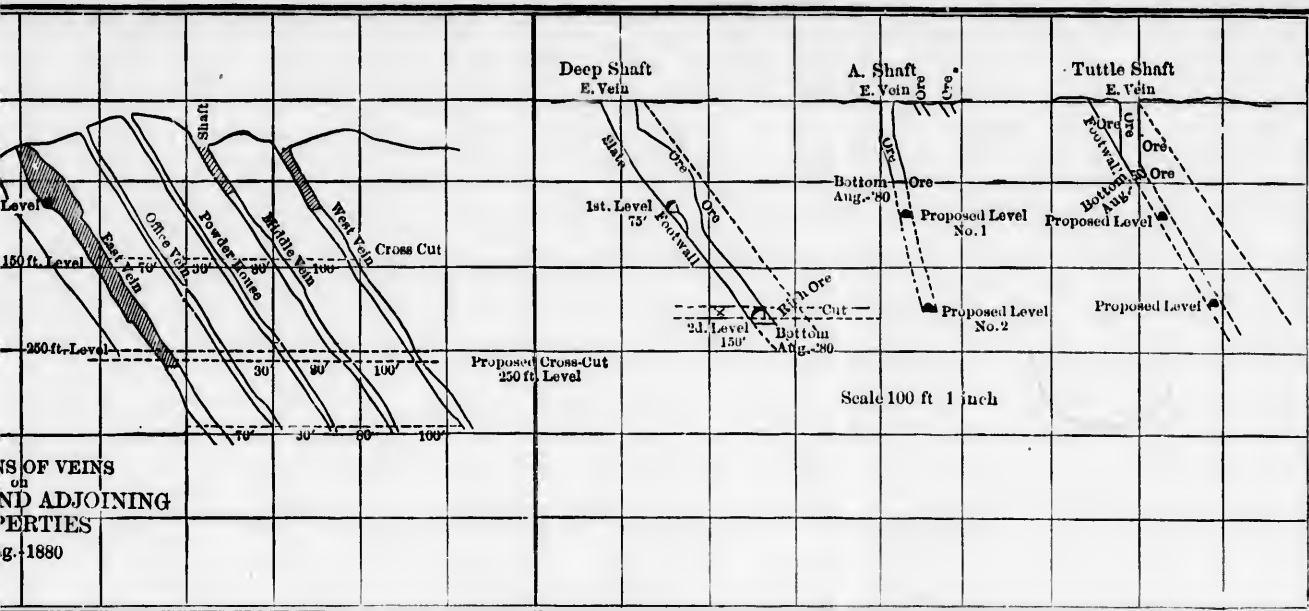 Shaft
Level
150 ft. Level
250 ft. Level
East Vein
Office Vein
Powder House
Middle Vein
West Vein
Cross Cut
70' 30' 80' 100'
30' 80' 100'
Proposed Cross-Cut
250 ft. Level
70' 30' 80' 100'
NS OF VEINS
on
ND ADJOINING
PERTIES
g.-1880
Deep Shaft
E. Vein
Slate
Ore
Ore
1st. Level
75'
Footwall
Rich Ore
Cut
2d. Level
150'
Bottom
Aug.-'80
A. Shaft
E. Vein
Ore
Ore
Ore
Bottom
Aug.-'80
Ore
Proposed Level
No. 1
Proposed Level
No. 2
Scale 100 ft 1 inch
Tuttle Shaft
E. Vein
Ore
Ore
Ore
Footwall
Bottom
Aug.-'80
Ore
Proposed Level
Proposed Level